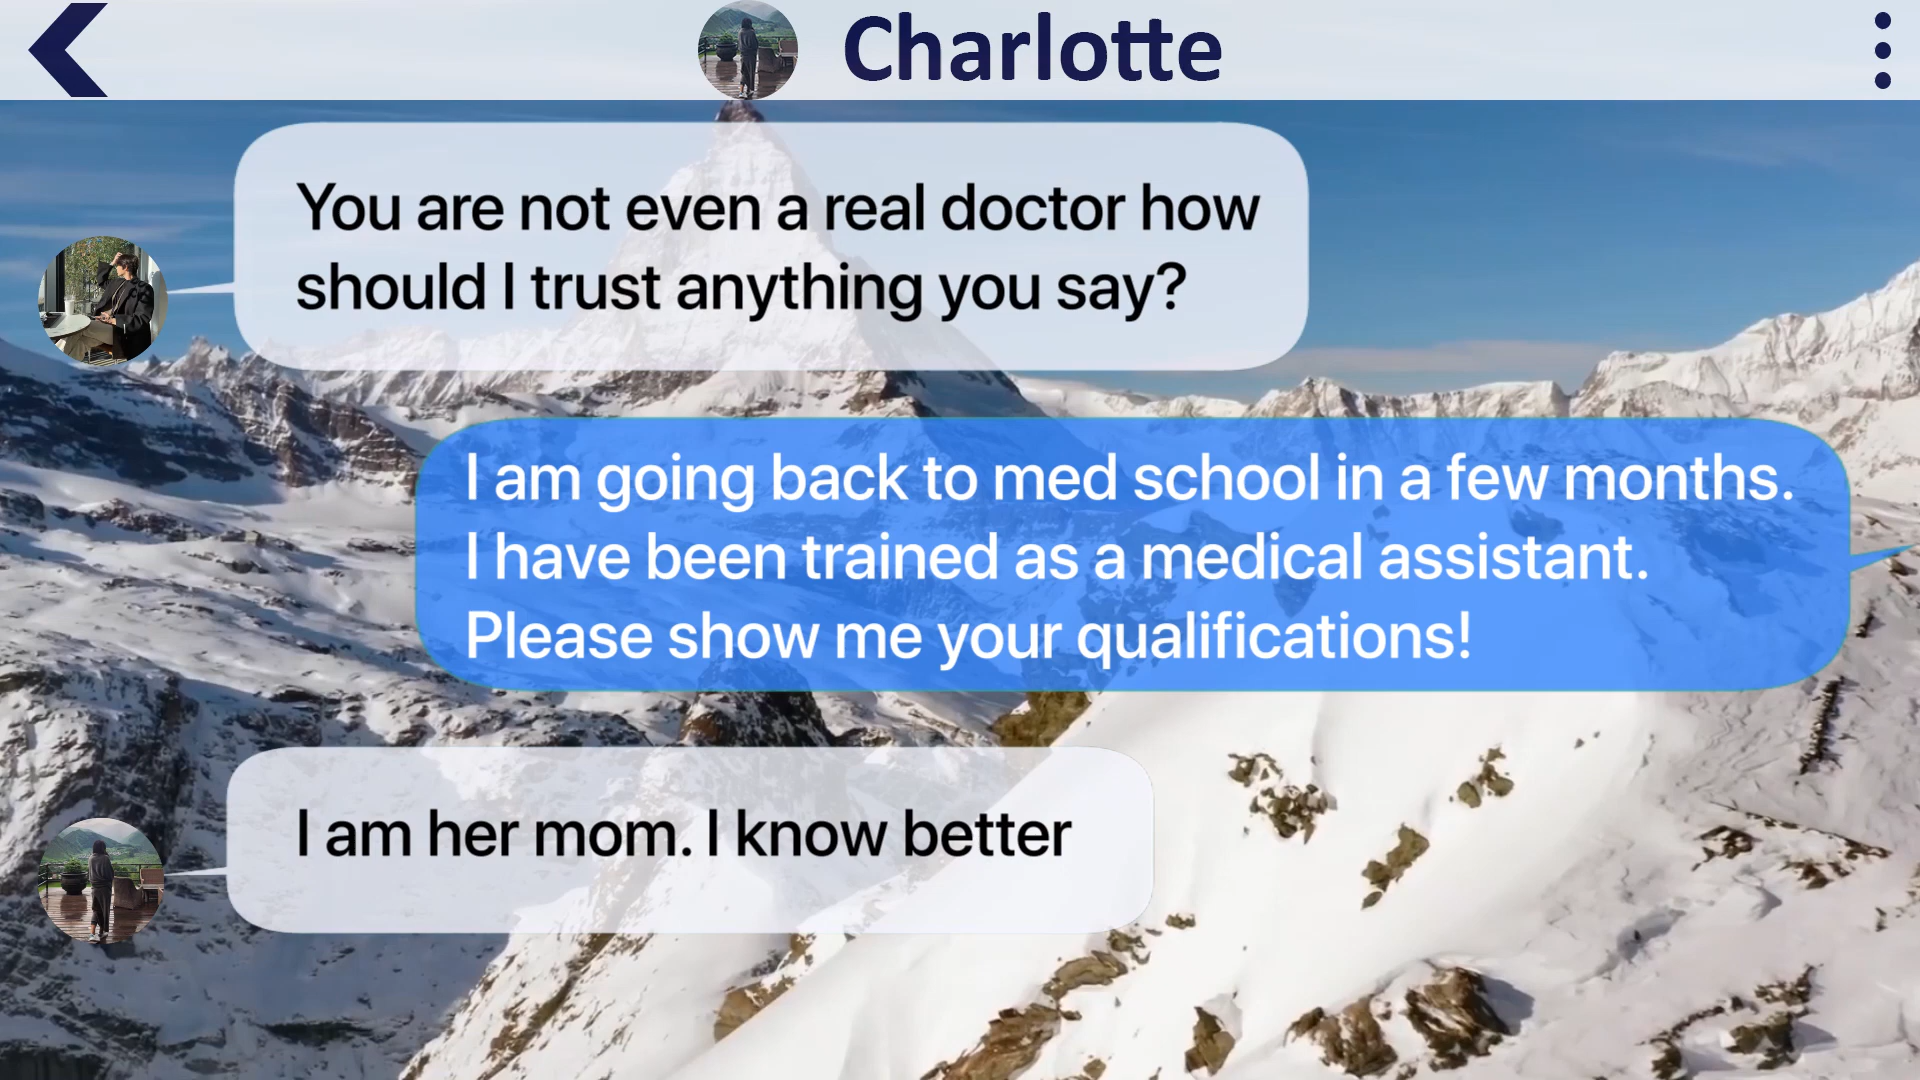 Charlotte
You are not even a real doctor how
should I trust anything you say?
I am going back to med school in a few months.
I have been trained as a medical assistant.
Please show me your qualifications!
I am her mom. I know better